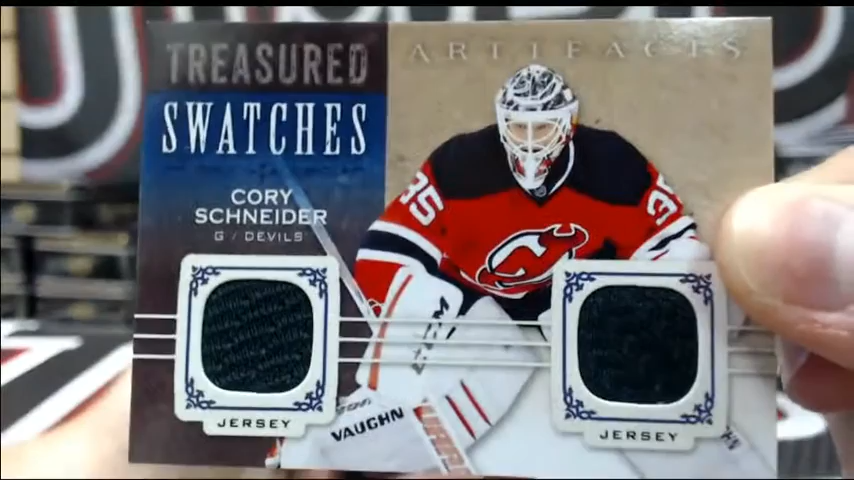 TREASURED
ARTIFACTS
SWATCHES
CORY
SCHNEIDER
G / DEVILS
35
35
CCM
JERSEY
JERSEY
VAUGHN